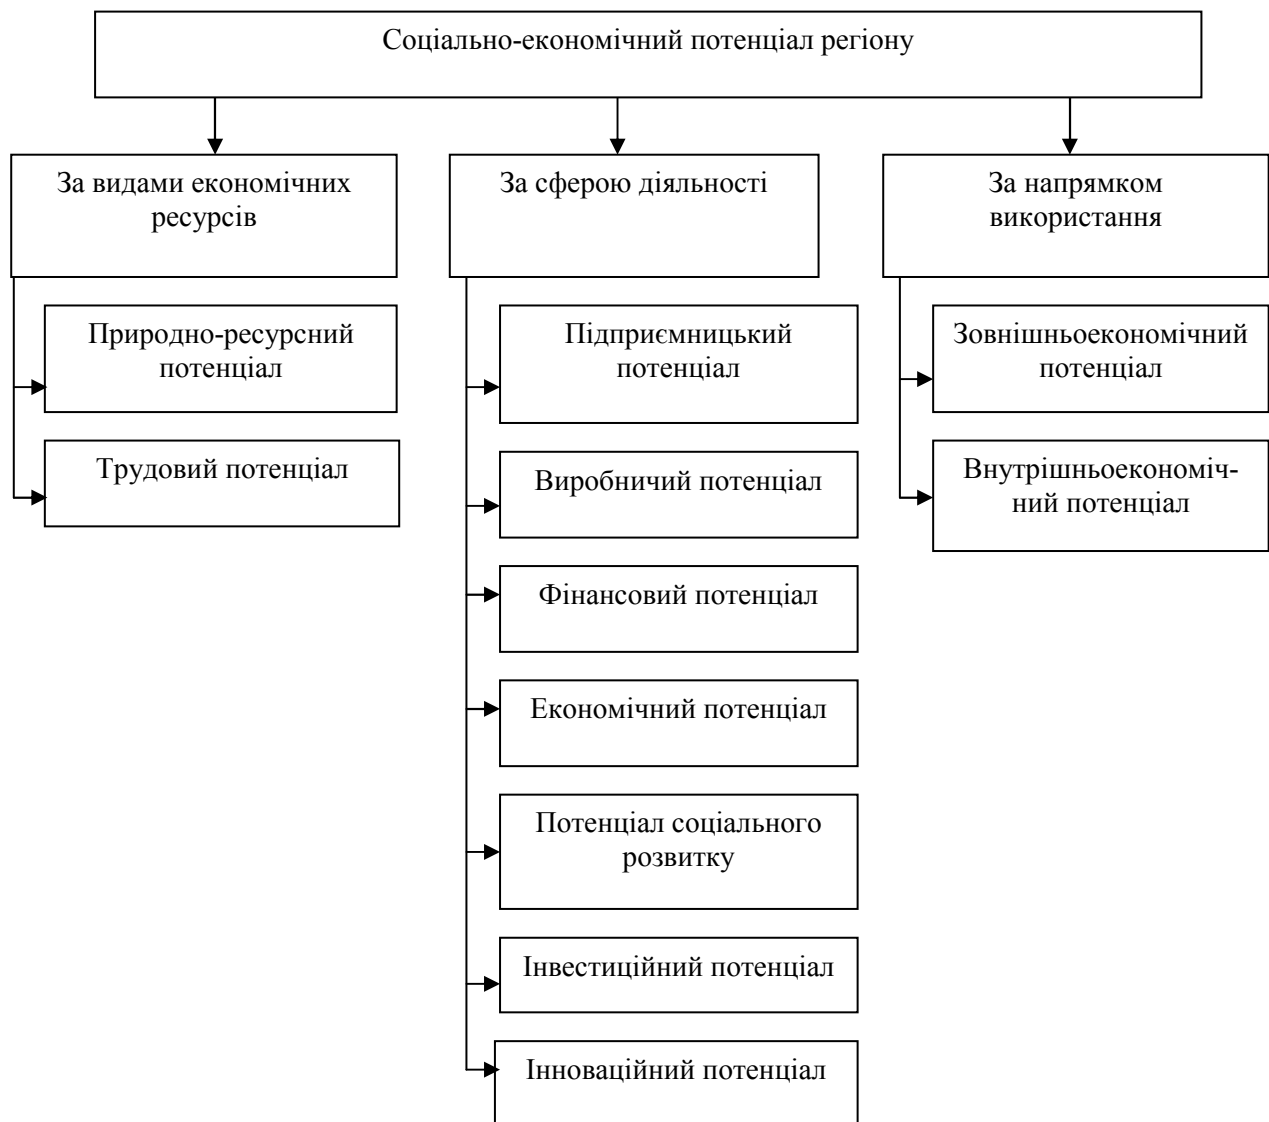 Соціально-економічний потенціал регіону
За видами економічних
ресурсів
Природно-ресурсний
потенціал
Трудовий потенціал
За сферою діяльності
Підприємницький
потенціал
Виробничий потенціал
Фінансовий потенціал
Економічний потенціал
Потенціал соціального
розвитку
Інвестиційний потенціал
Інноваційний потенціал
За напрямком
використання
Зовнішньоекономічний
потенціал
Внутрішньоекономіч-
ний потенціал